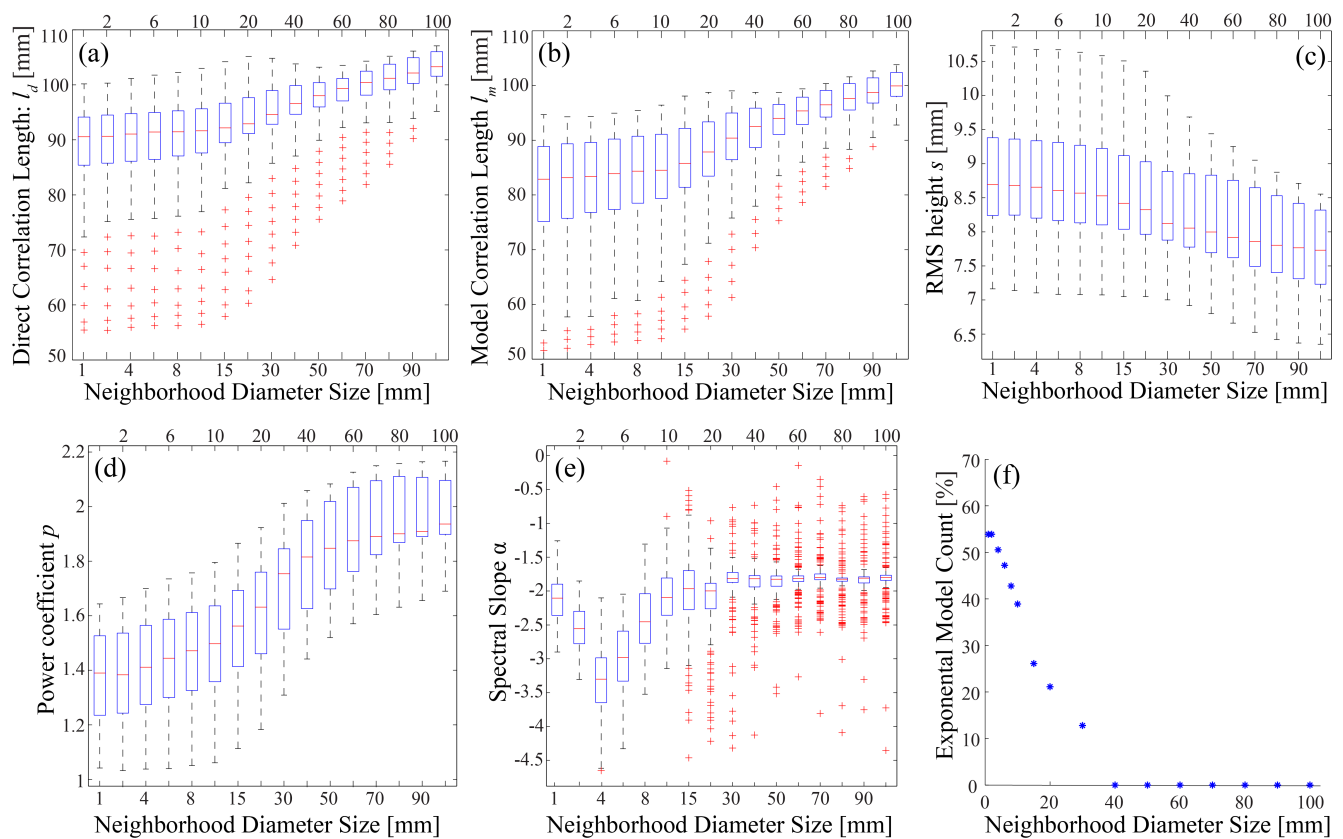 2 6 10 20 40 60 80 100
(a)
Direct Correlation Length: l_d [mm]
110
100
90
80
70
60
50
1 4 8 15 30 50 70 90
Neighborhood Diameter Size [mm]
2 6 10 20 40 60 80 100
(b)
Model Correlation Length l_m [mm]
110
100
90
80
70
60
50
1 4 8 15 30 50 70 90
Neighborhood Diameter Size [mm]
2 6 10 20 40 60 80 100
(c)
RMS height s [mm]
10.5
10
9.5
9
8.5
8
7.5
7
6.5
1 4 8 15 30 50 70 90
Neighborhood Diameter Size [mm]
2 6 10 20 40 60 80 100
(d)
Power coefficient p
2.2
2
1.8
1.6
1.4
1.2
1
1 4 8 15 30 50 70 90
Neighborhood Diameter Size [mm]
2 6 10 20 40 60 80 100
(e)
Spectral Slope α
0
-.5
-1
-1.5
-2
-2.5
-3
-3.5
-4
-4.5
1 4 8 15 30 50 70 90
Neighborhood Diameter Size [mm]
(f)
Exponental Model Count [%]
70
60
50
40
30
20
10
0
0 20 40 60 80 100
Neighborhood Diameter Size [mm]